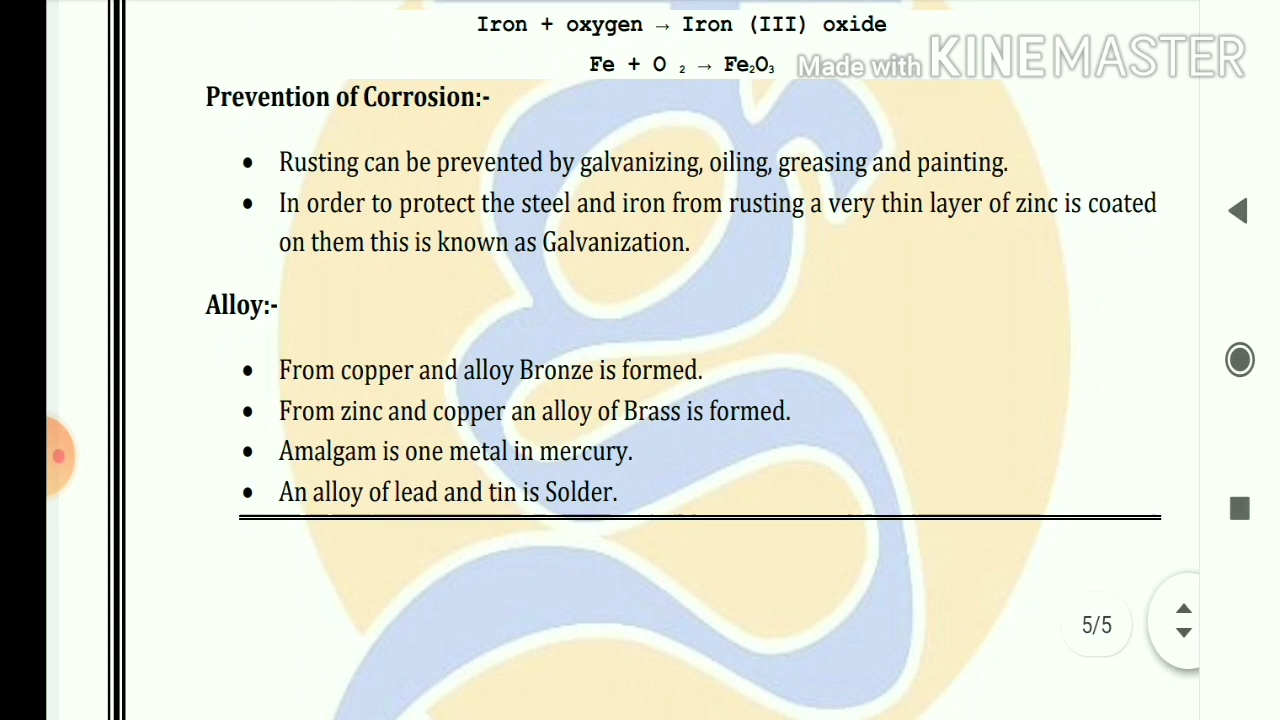 Iron + oxygen → Iron (III) oxide
Fe + O ₂ → Fe₂O₃
Made with KINEMASTER
Prevention of Corrosion:-
• Rusting can be prevented by galvanizing, oiling, greasing and painting.
• In order to protect the steel and iron from rusting a very thin layer of zinc is coated
on them this is known as Galvanization.
Alloy:-
• From copper and alloy Bronze is formed.
• From zinc and copper an alloy of Brass is formed.
• Amalgam is one metal in mercury.
• An alloy of lead and tin is Solder.
5/5